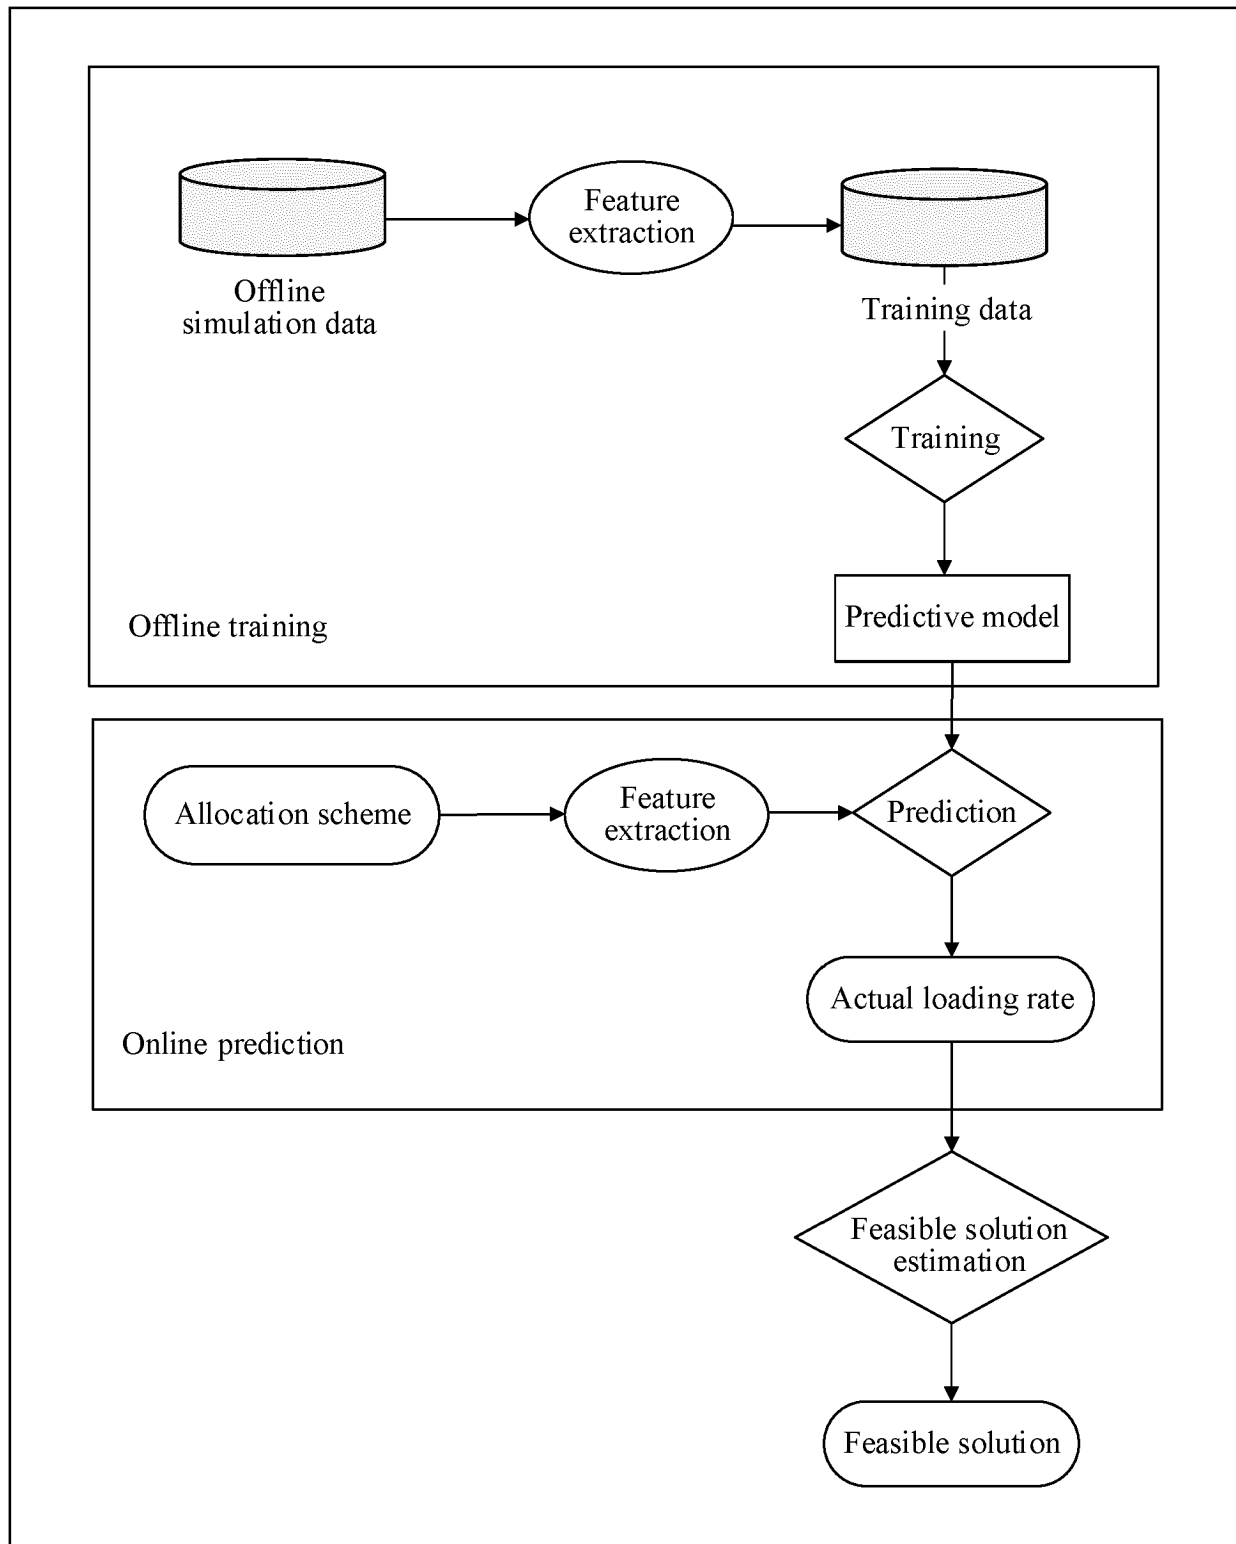 Feature
extraction
Offline
simulation data
Training data
Training
Predictive model
Offline training
Allocation scheme
Feature
extraction
Prediction
Actual loading rate
Online prediction
Feasible solution
estimation
Feasible solution